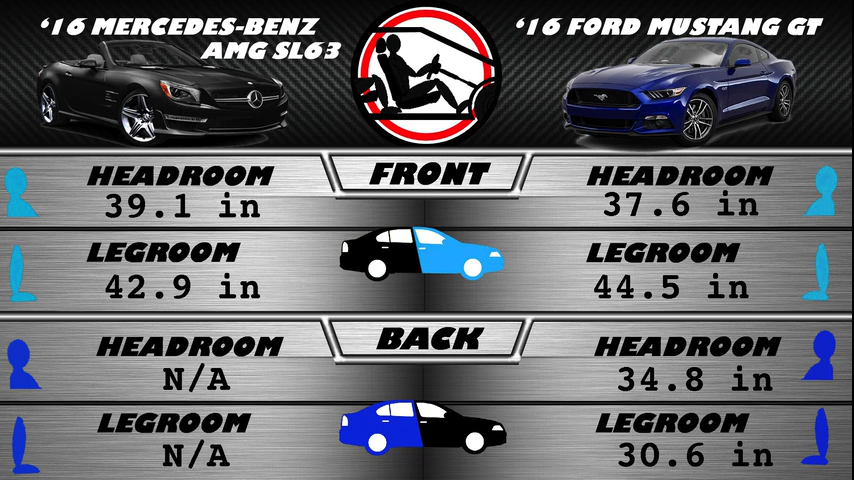 '16 MERCEDES-BENZ
AMG SL63
'16 FORD MUSTANG GT
FRONT
HEADROOM
39.1 in
HEADROOM
37.6 in
LEGROOM
42.9 in
LEGROOM
44.5 in
BACK
HEADROOM
N/A
HEADROOM
34.8 in
LEGROOM
N/A
LEGROOM
30.6 in